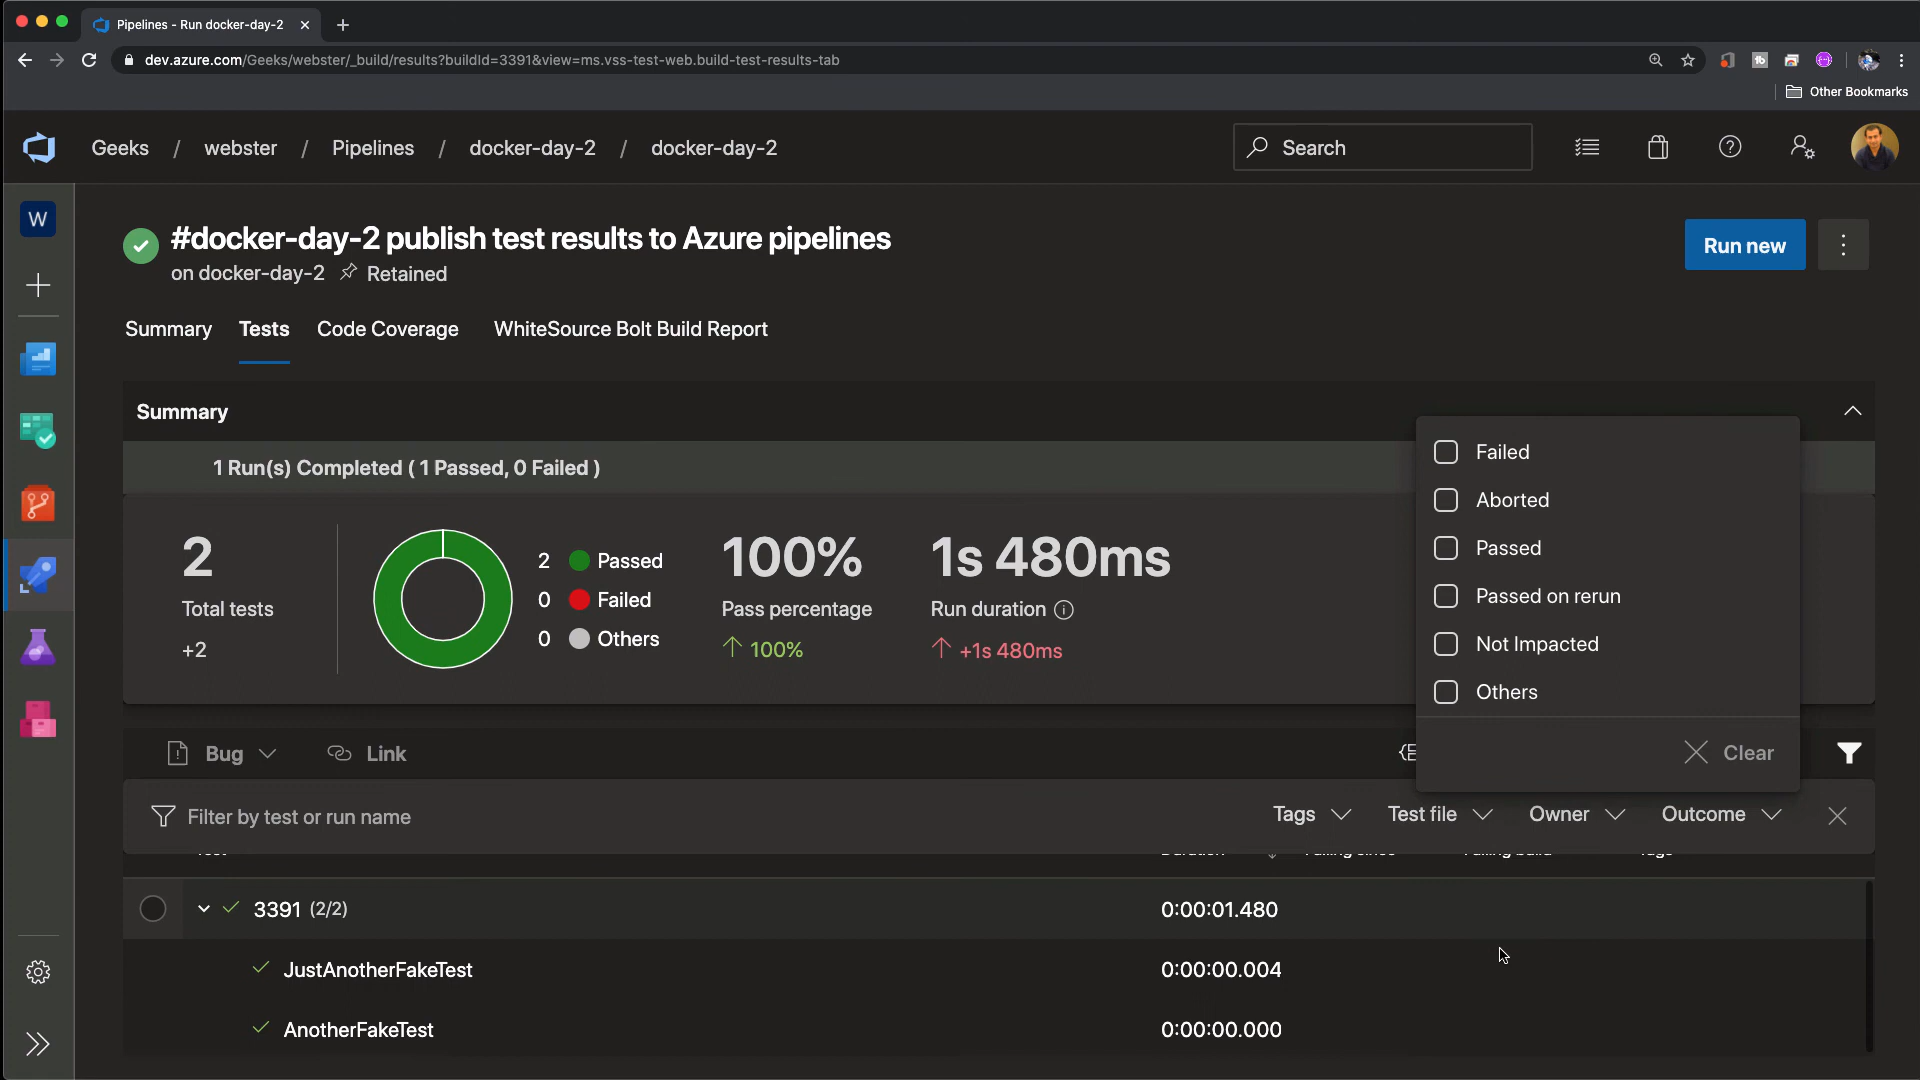 Pipelines - Run docker-day-2
dev.azure.com/Geeks/webster/_build/results?buildId=3391&view=ms.vss-test-web.build-test-results-tab
Other Bookmarks
Geeks / webster / Pipelines / docker-day-2 / docker-day-2
Search
W
#docker-day-2 publish test results to Azure pipelines
on docker-day-2 Retained
Run new
Summary Tests Code Coverage WhiteSource Bolt Build Report
Summary
1 Run(s) Completed ( 1 Passed, 0 Failed )
2
Total tests
+2
2 Passed
0 Failed
0 Others
100%
Pass percentage
100%
1s 480ms
Run duration
+1s 480ms
Failed
Aborted
Passed
Passed on rerun
Not Impacted
Others
Clear
Bug Link
Filter by test or run name Tags Test file Owner Outcome
3391 (2/2) 0:00:01.480
JustAnotherFakeTest 0:00:00.004
AnotherFakeTest 0:00:00.000